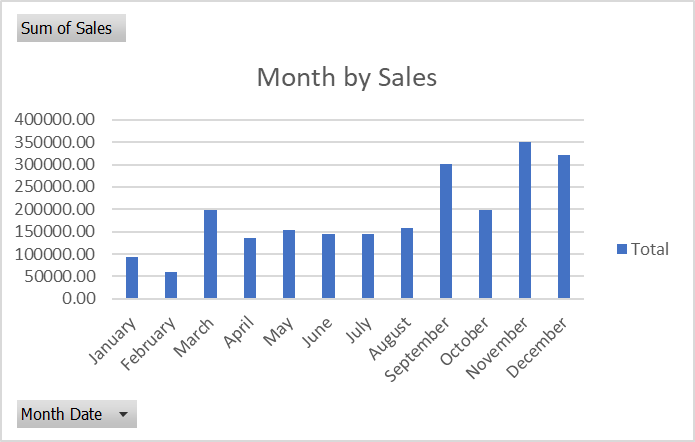 Sum of Sales
Month by Sales
400000.00
350000.00
300000.00
250000.00
200000.00
150000.00
100000.00
50000.00
0.00
January
February
March
April
May
June
July
August
September
October
November
December
Total
Month Date